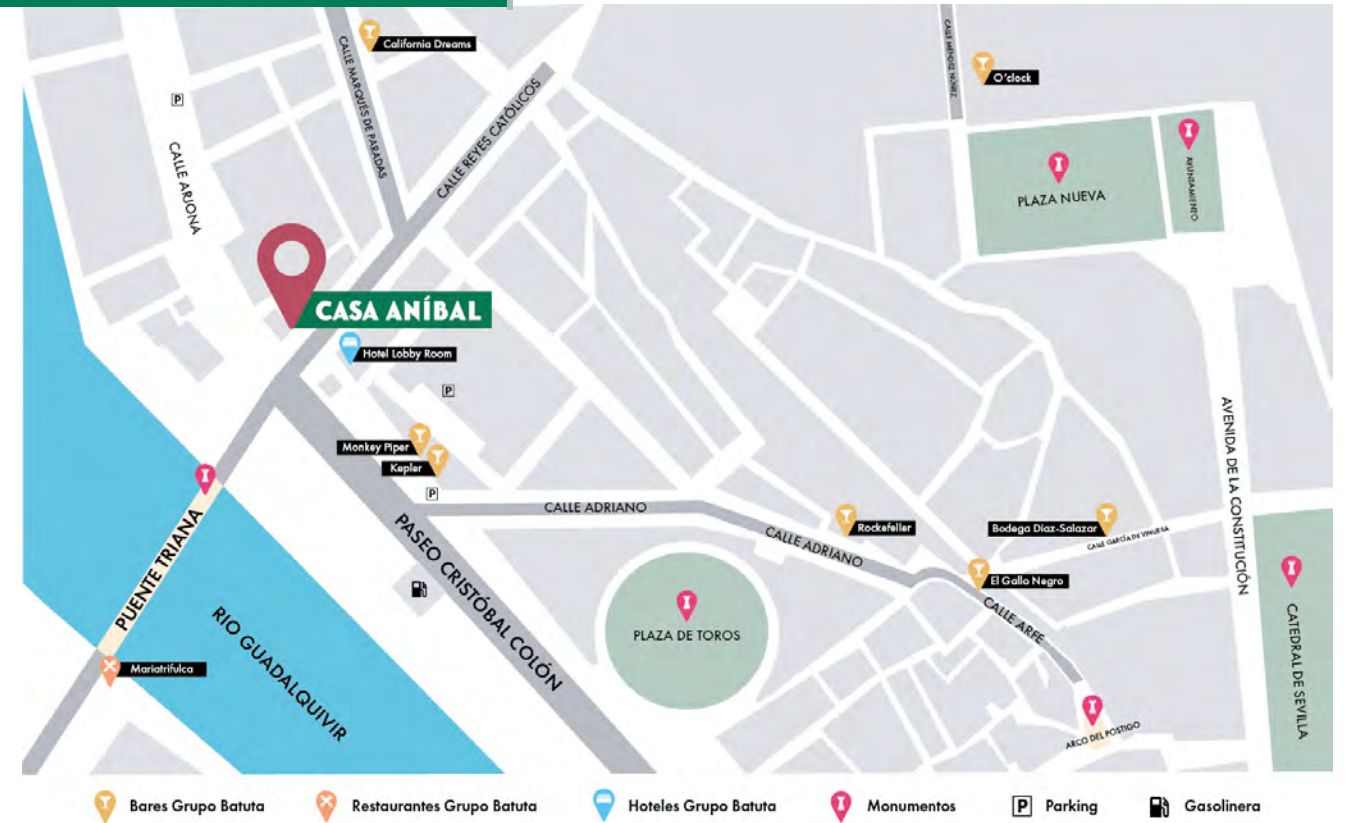 California Dreams
CALLE MARQUÉS DE PARADAS
CALLE REYES CATÓLICOS
CALLE MÉNDEZ NÚÑEZ
O'clock
P
CALLE ARJONA
PLAZA NUEVA
AYUNTAMIENTO
CASA ANÍBAL
Hotel Lobby Room
P
Monkey Piper
Kepler
P
AVENIDA DE LA CONSTITUCIÓN
PUENTE TRIANA
PASEO CRISTÓBAL COLÓN
CALLE ADRIANO
CALLE ADRIANO
Rockefeller
Bodega Díaz-Salazar
CALLE GARCÍA DE VINUESA
El Gallo Negro
CALLE ARFE
RIO GUADALQUIVIR
PLAZA DE TOROS
CATEDRAL DE SEVILLA
Mariatrifulca
ARCO DEL POSTIGO
Bares Grupo Batuta
Restaurantes Grupo Batuta
Hoteles Grupo Batuta
Monumentos
P Parking
Gasolinera